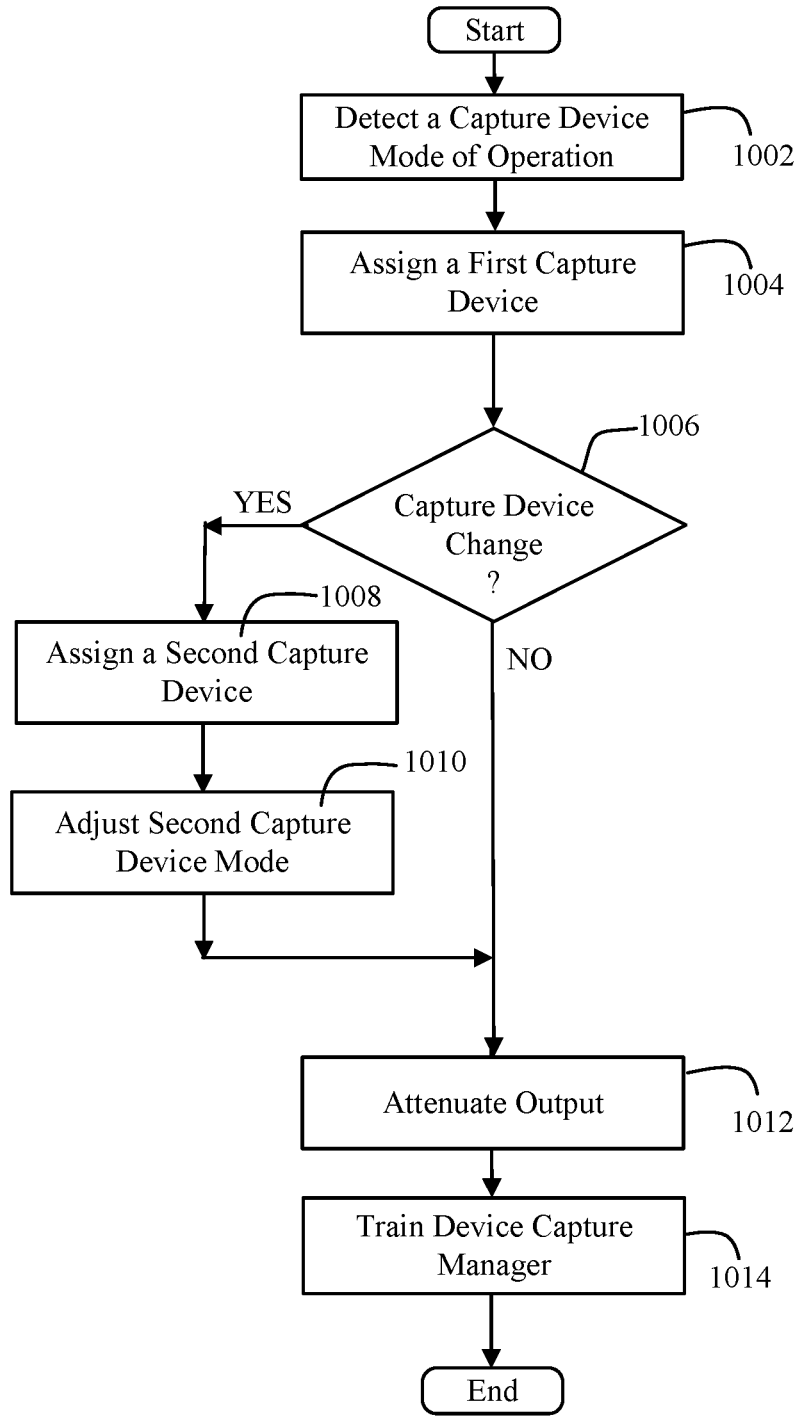 Start
Detect a Capture Device
Mode of Operation
1002
Assign a First Capture
Device
1004
1006
Capture Device
Change
?
YES
NO
1008
Assign a Second Capture
Device
1010
Adjust Second Capture
Device Mode
Attenuate Output
1012
Train Device Capture
Manager
1014
End